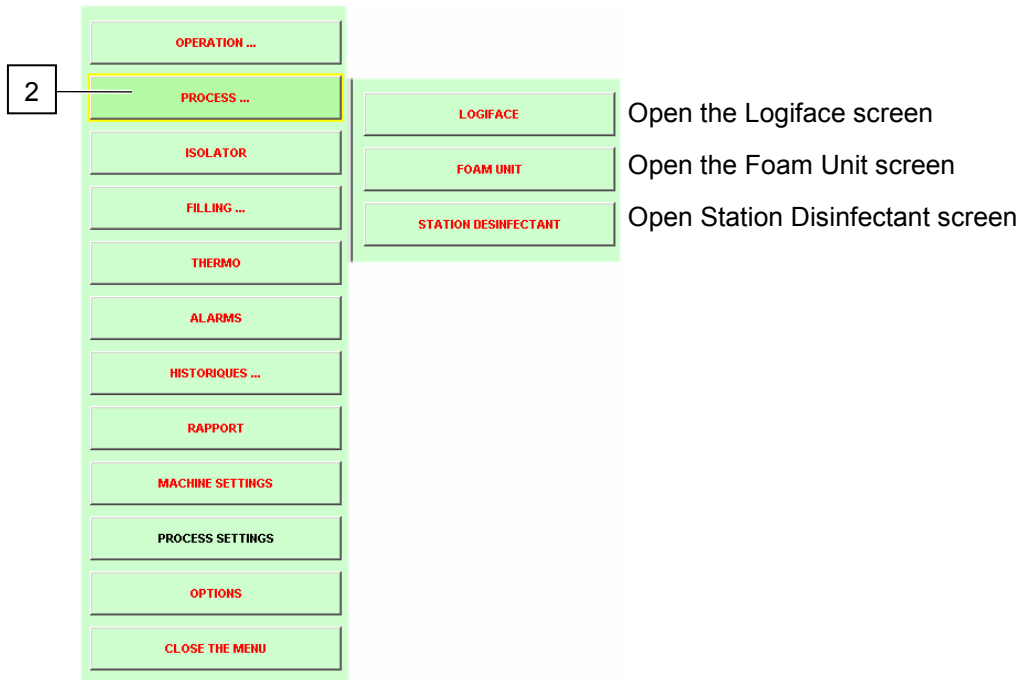 OPERATION ...
2
PROCESS ...
LOGIFACE
Open the Logiface screen
ISOLATOR
FOAM UNIT
Open the Foam Unit screen
FILLING ...
STATION DESINFECTANT
Open Station Disinfectant screen
THERMO
ALARMS
HISTORIQUES ...
RAPPORT
MACHINE SETTINGS
PROCESS SETTINGS
OPTIONS
CLOSE THE MENU